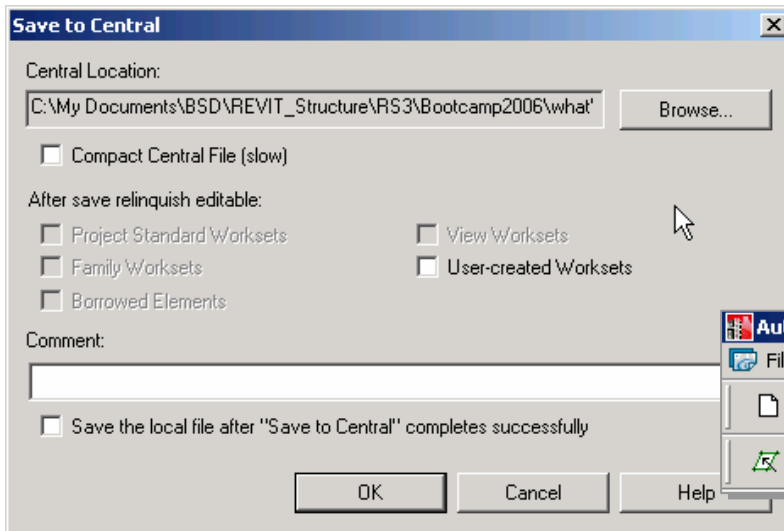 Save to Central
Central Location:
C:\My Documents\BSD\REVIT_Structure\RS3\Bootcamp2006\what'
Browse...
Compact Central File (slow)
After save relinquish editable:
Project Standard Worksets
View Worksets
Family Worksets
User-created Worksets
Borrowed Elements
Comment:
Au
Fil
Save the local file after "Save to Central" completes successfully
OK
Cancel
Help